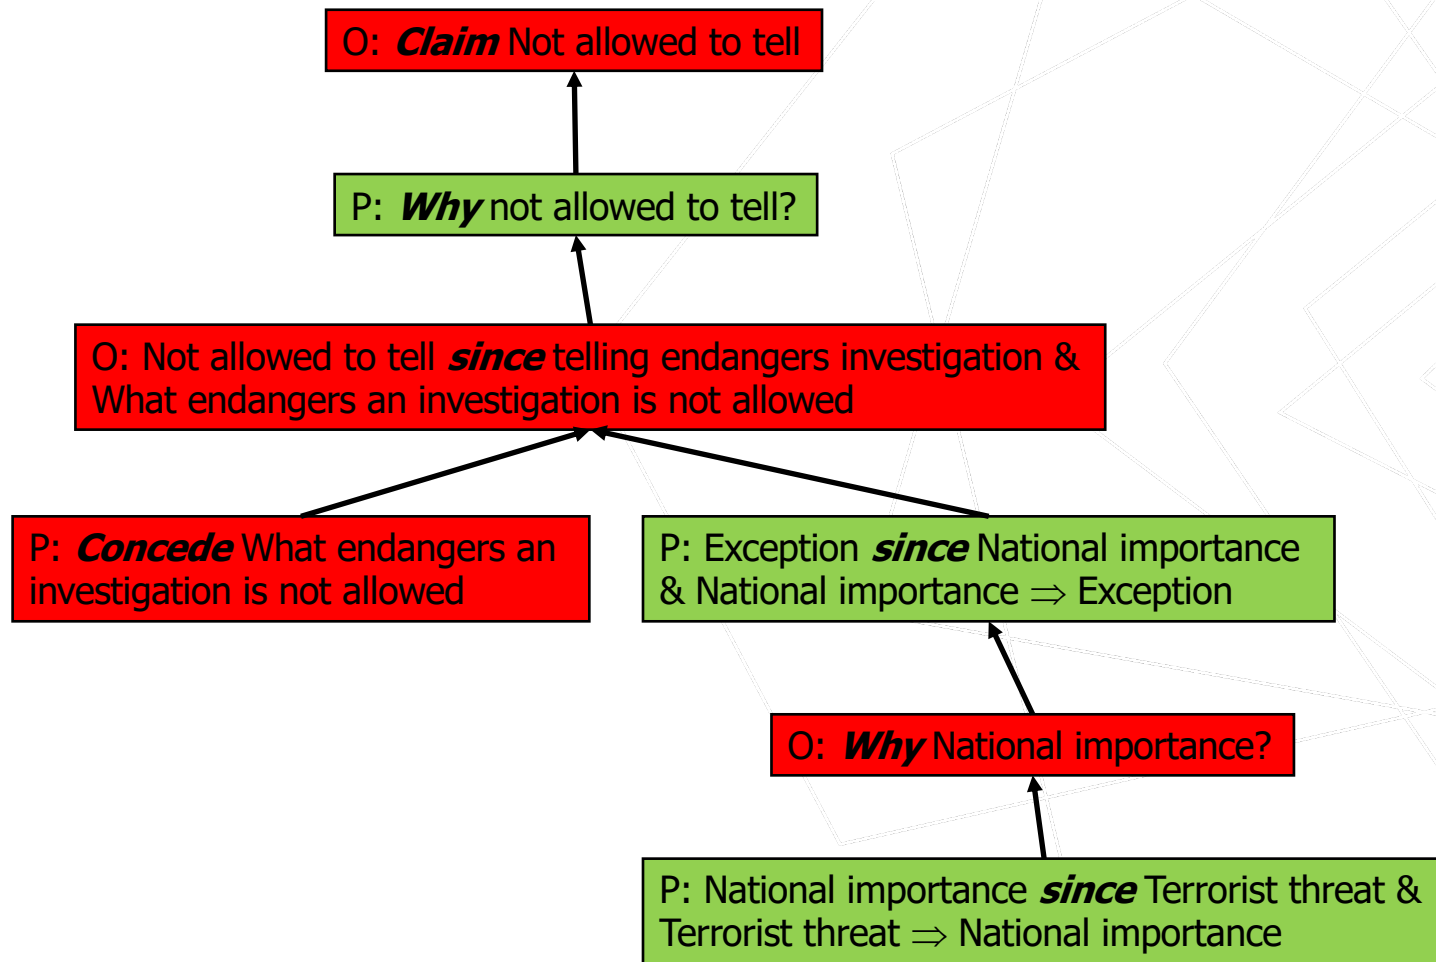 O: Claim Not allowed to tell
P: Why not allowed to tell?
O: Not allowed to tell since telling endangers investigation &
What endangers an investigation is not allowed
P: Concede What endangers an
investigation is not allowed
P: Exception since National importance
& National importance ⇒ Exception
O: Why National importance?
P: National importance since Terrorist threat &
Terrorist threat ⇒ National importance